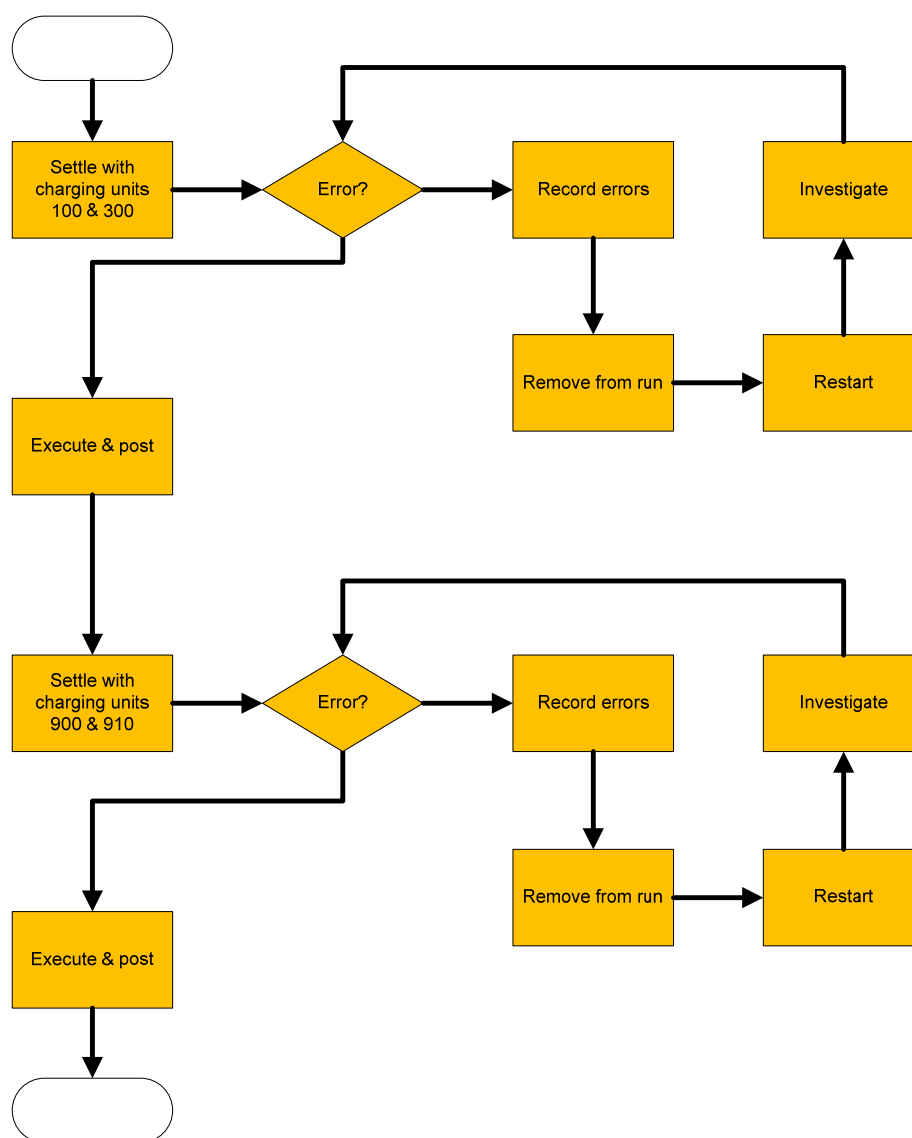 Settle with
charging units
100 & 300
Error?
Record errors
Investigate
Remove from run
Restart
Execute & post
Settle with
charging units
900 & 910
Error?
Record errors
Investigate
Remove from run
Restart
Execute & post